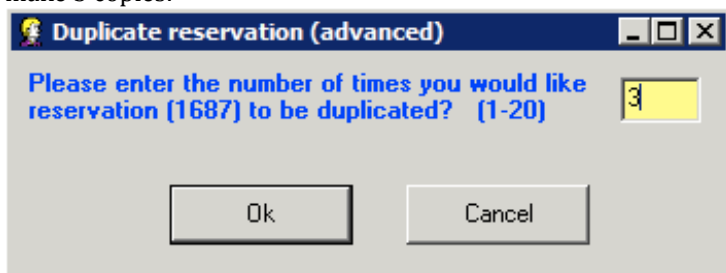 Duplicate reservation (advanced)
Please enter the number of times you would like
reservation (1687) to be duplicated? (1-20)
3
Ok
Cancel